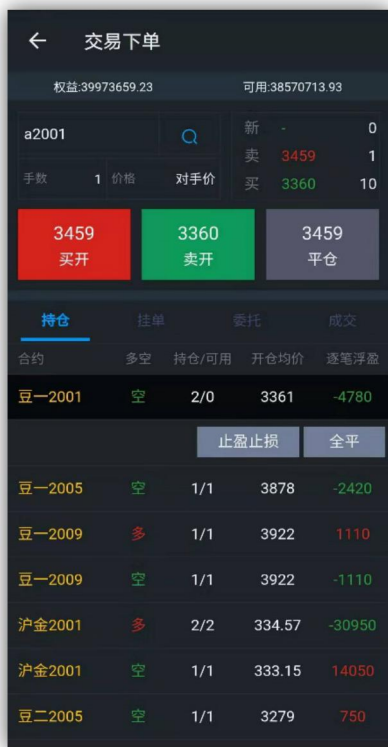 交易下单
权益:39973659.23 可用:38570713.93
a2001 新 - 0
卖 3459 1
手数 1 价格 对手价 买 3360 10
3459 3360 3459
买开 卖开 平仓
持仓 挂单 委托 成交
合约 多空 持仓/可用 开仓均价 逐笔浮盈
豆一2001 空 2/0 3361 -4780
止盈止损 全平
豆一2005 空 1/1 3878 -2420
豆一2009 多 1/1 3922 1110
豆一2009 空 1/1 3922 -1110
沪金2001 多 2/2 334.57 -30950
沪金2001 空 1/1 333.15 14050
豆二2005 空 1/1 3279 750